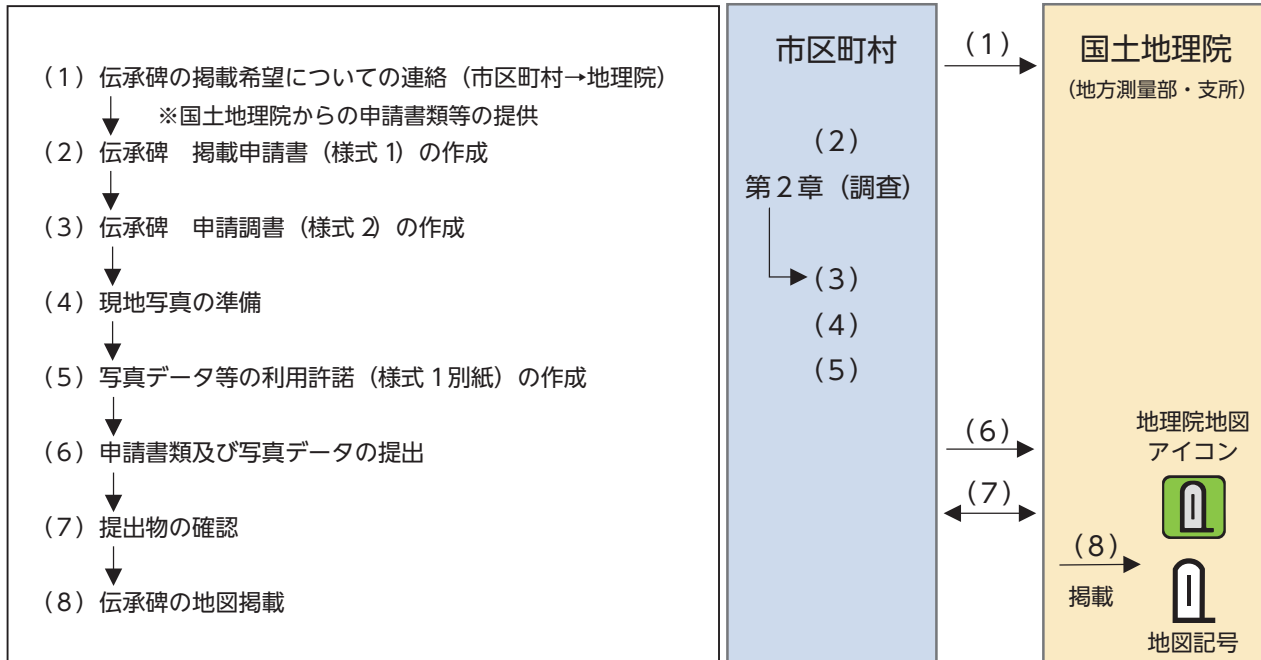 (1) 伝承碑の掲載希望についての連絡(市区町村→地理院)
※国土地理院からの申請書類等の提供
(2) 伝承碑　掲載申請書(様式1)の作成
(3) 伝承碑　申請調書(様式2)の作成
(4) 現地写真の準備
(5) 写真データ等の利用許諾(様式1別紙)の作成
(6) 申請書類及び写真データの提出
(7) 提出物の確認
(8) 伝承碑の地図掲載
市区町村
(2)
第2章(調査)
(3)
(4)
(5)
(1)
(6)
(7)
国土地理院
(地方測量部・支所)
地理院地図
アイコン
(8)
掲載
地図記号